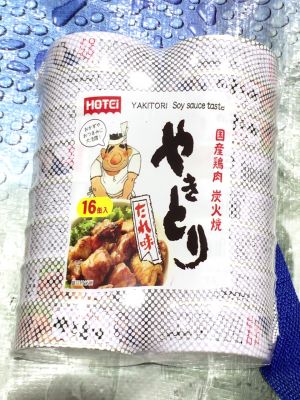 HOTEi
YAKITORI Soy sauce taste
国産鶏肉 炭火焼
やきとり
たれ味
16缶入